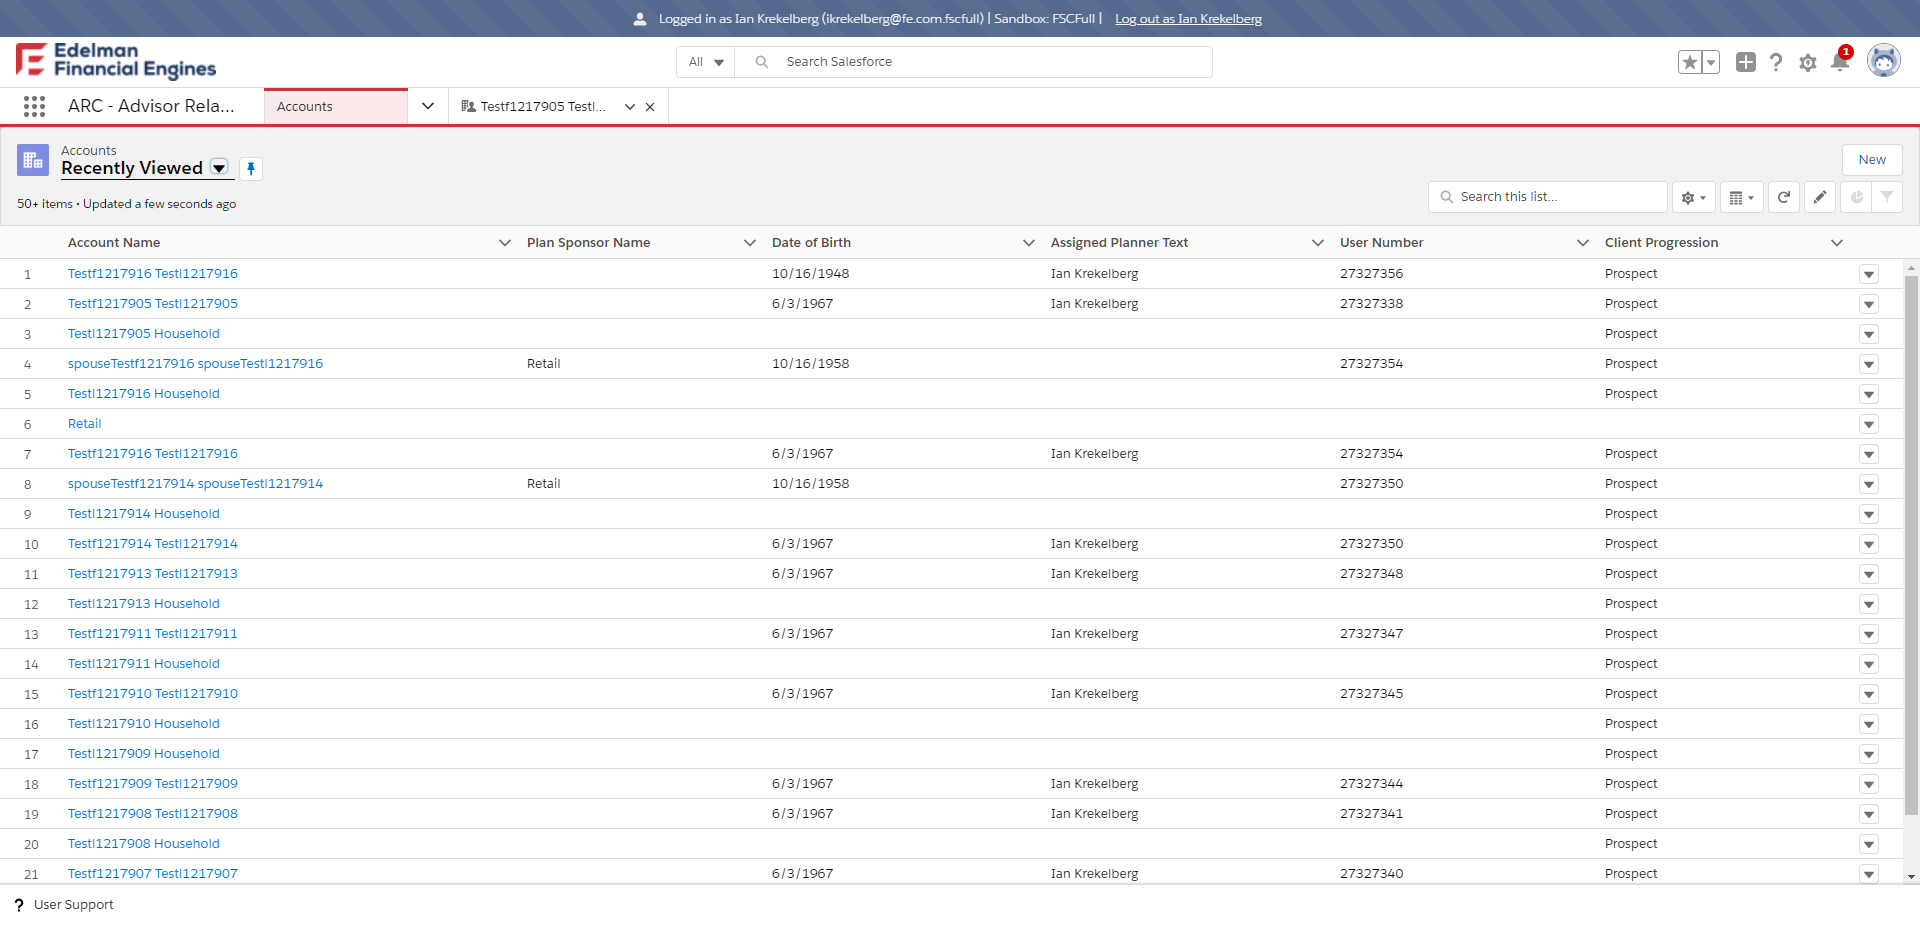 Logged in as Ian Krekelberg (ikrekelberg@fe.com.fscfull) | Sandbox: FSCFull | Log out as Ian Krekelberg
Edelman
Financial Engines
All Search Salesforce
1
ARC - Advisor Rela... Accounts Testf1217905 Testl...
Accounts
Recently Viewed
New
50+ items • Updated a few seconds ago
Search this list...
Account Name Plan Sponsor Name Date of Birth Assigned Planner Text User Number Client Progression
1 Testf1217916 Testl1217916 10/16/1948 Ian Krekelberg 27327356 Prospect
2 Testf1217905 Testl1217905 6/3/1967 Ian Krekelberg 27327338 Prospect
3 Testl1217905 Household Prospect
4 spouseTestf1217916 spouseTestl1217916 Retail 10/16/1958 27327354 Prospect
5 Testl1217916 Household Prospect
6 Retail
7 Testf1217916 Testl1217916 6/3/1967 Ian Krekelberg 27327354 Prospect
8 spouseTestf1217914 spouseTestl1217914 Retail 10/16/1958 27327350 Prospect
9 Testl1217914 Household Prospect
10 Testf1217914 Testl1217914 6/3/1967 Ian Krekelberg 27327350 Prospect
11 Testf1217913 Testl1217913 6/3/1967 Ian Krekelberg 27327348 Prospect
12 Testl1217913 Household Prospect
13 Testf1217911 Testl1217911 6/3/1967 Ian Krekelberg 27327347 Prospect
14 Testl1217911 Household Prospect
15 Testf1217910 Testl1217910 6/3/1967 Ian Krekelberg 27327345 Prospect
16 Testl1217910 Household Prospect
17 Testl1217909 Household Prospect
18 Testf1217909 Testl1217909 6/3/1967 Ian Krekelberg 27327344 Prospect
19 Testf1217908 Testl1217908 6/3/1967 Ian Krekelberg 27327341 Prospect
20 Testl1217908 Household Prospect
21 Testf1217907 Testl1217907 6/3/1967 Ian Krekelberg 27327340 Prospect
? User Support